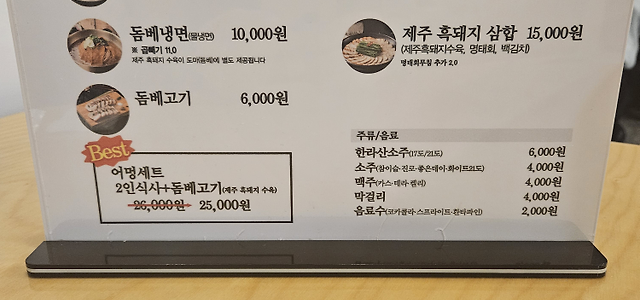 돔베냉면(물냉면) 10,000원
※ 곱빼기 11.0
제주 흑돼지 수육이 도마(돔베)에 별도 제공됩니다
돔베고기 6,000원
Best
어멍세트
2인식사+돔베고기(제주 흑돼지 수육)
26,000원 25,000원
제주 흑돼지 삼합 15,000원
(제주흑돼지수육, 명태회, 백김치)
명태회무침 추가 2.0
주류/음료
한라산소주(17도/21도) 6,000원
소주(참이슬·진로·좋은데이·화이트21도) 4,000원
맥주(카스·테라·켈리) 4,000원
막걸리 4,000원
음료수(코카콜라·스프라이트·환타파인) 2,000원